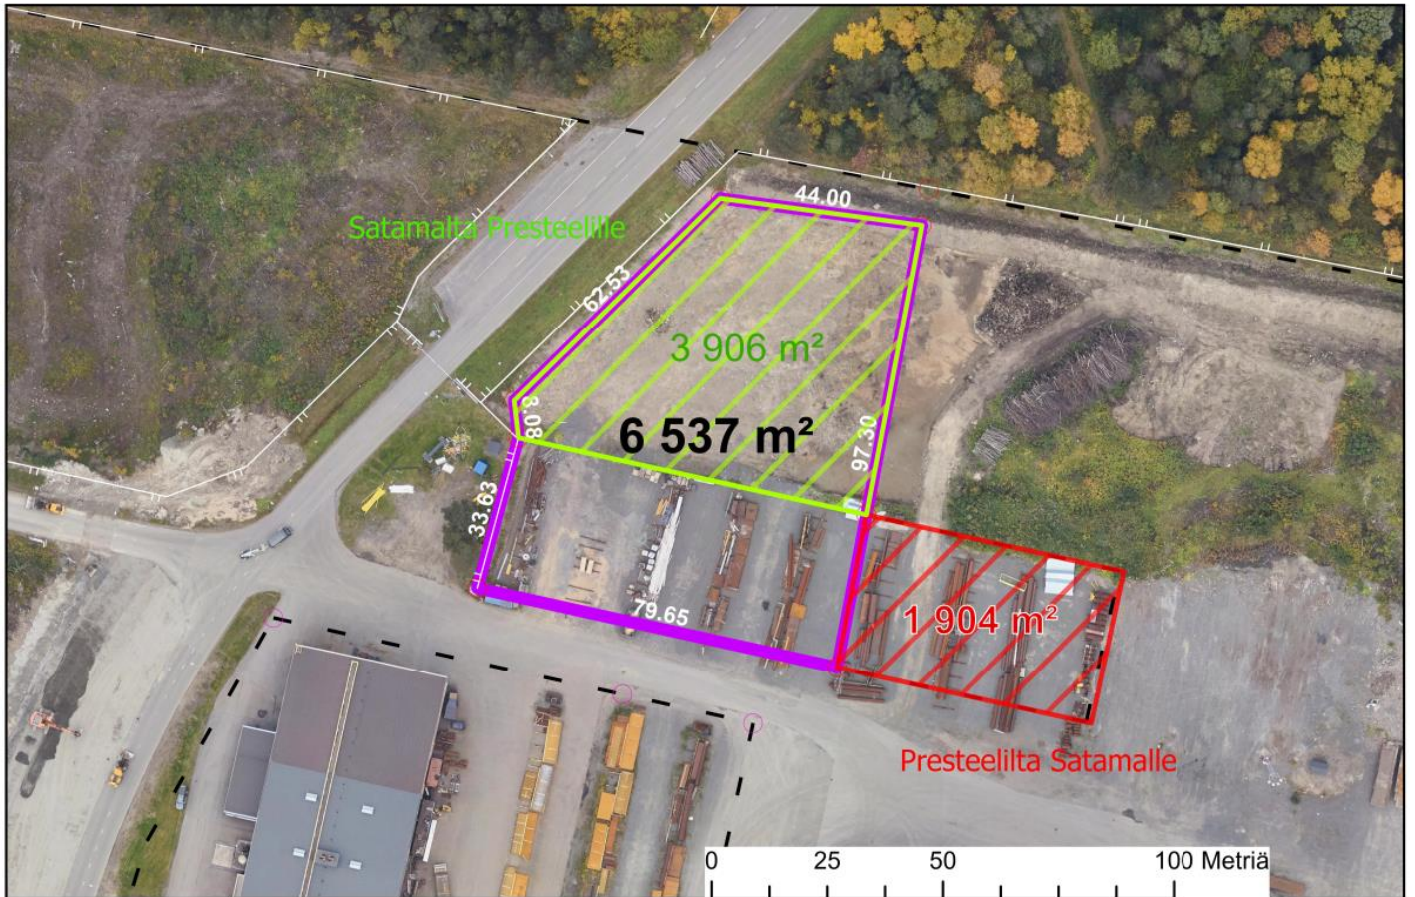 44.00
Satamalta Presteelille
62.53
3 906 m²
8.08
6 537 m²
97.30
33.63
79.65
1 904 m²
Presteelilta Satamalle
0 25 50 100 Metriä